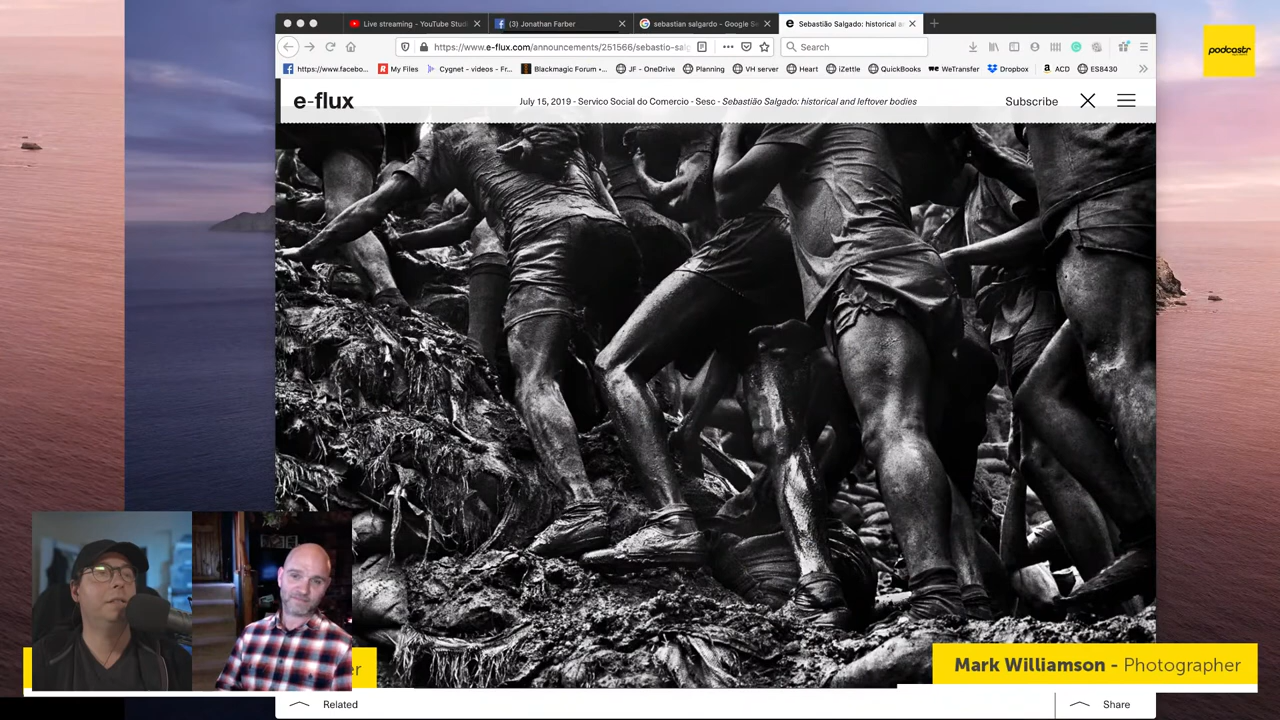 Live streaming - YouTube Stud
(3) Jonathan Farber
sebastian salgardo - Google Se
Sebastião Salgado: historical an
https://www.e-flux.com/announcements/251566/sebastio-salg
Search
https://www.facebo...
My Files
Cygnet - videos - Fr...
Blackmagic Forum •...
JF - OneDrive
Planning
VH server
Heart
iZettle
QuickBooks
WeTransfer
Dropbox
ACD
ES8430
podcastr
e-flux
July 15, 2019 - Servico Social do Comercio - Sesc - Sebastião Salgado: historical and leftover bodies
Subscribe
Mark Williamson - Photographer
Related
Share